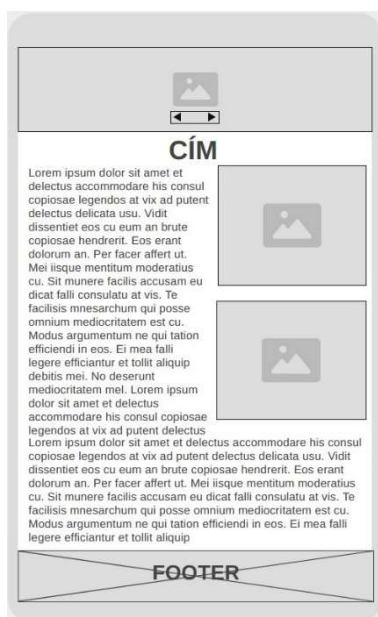 CÍM
Lorem ipsum dolor sit amet et
delectus accommodare his consul
copiosae legendos at vix ad putent
delectus delicata usu. Vidit
dissentiet eos cu eum an brute
copiosae hendrerit. Eos erant
dolorum an. Per facer affert ut.
Mei iisque mentitum moderatius
cu. Sit munere facilis accusam eu
dicat falli consulatu at vis. Te
facilisis mnesarchum qui posse
omnium mediocritatem est cu.
Modus argumentum ne qui tation
efficiendi in eos. Ei mea falli
legere efficiantur et tollit aliquip
debitis mei. No deserunt
mediocritatem mel. Lorem ipsum
dolor sit amet et delectus
accommodare his consul copiosae
legendos at vix ad putent delectus
Lorem ipsum dolor sit amet et delectus accommodare his consul
copiosae legendos at vix ad putent delectus delicata usu. Vidit
dissentiet eos cu eum an brute copiosae hendrerit. Eos erant
dolorum an. Per facer affert ut. Mei iisque mentitum moderatius
cu. Sit munere facilis accusam eu dicat falli consulatu at vis. Te
facilisis mnesarchum qui posse omnium mediocritatem est cu.
Modus argumentum ne qui tation efficiendi in eos. Ei mea falli
legere efficiantur et tollit aliquip
FOOTER